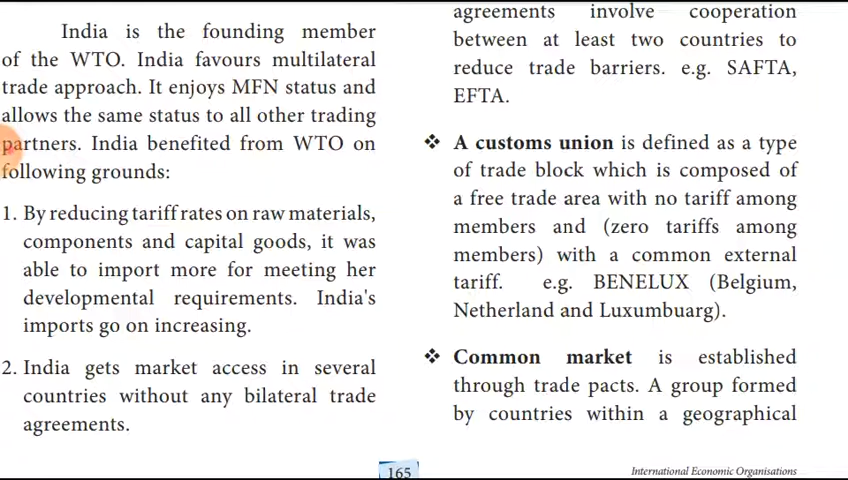 India is the founding member
of the WTO. India favours multilateral
trade approach. It enjoys MFN status and
allows the same status to all other trading
partners. India benefited from WTO on
following grounds:
1. By reducing tariff rates on raw materials,
components and capital goods, it was
able to import more for meeting her
developmental requirements. India's
imports go on increasing.
2. India gets market access in several
countries without any bilateral trade
agreements.
agreements involve cooperation
between at least two countries to
reduce trade barriers. e.g. SAFTA,
EFTA.
❖ A customs union is defined as a type
of trade block which is composed of
a free trade area with no tariff among
members and (zero tariffs among
members) with a common external
tariff. e.g. BENELUX (Belgium,
Netherland and Luxumbuarg).
❖ Common market is established
through trade pacts. A group formed
by countries within a geographical
165
International Economic Organisations